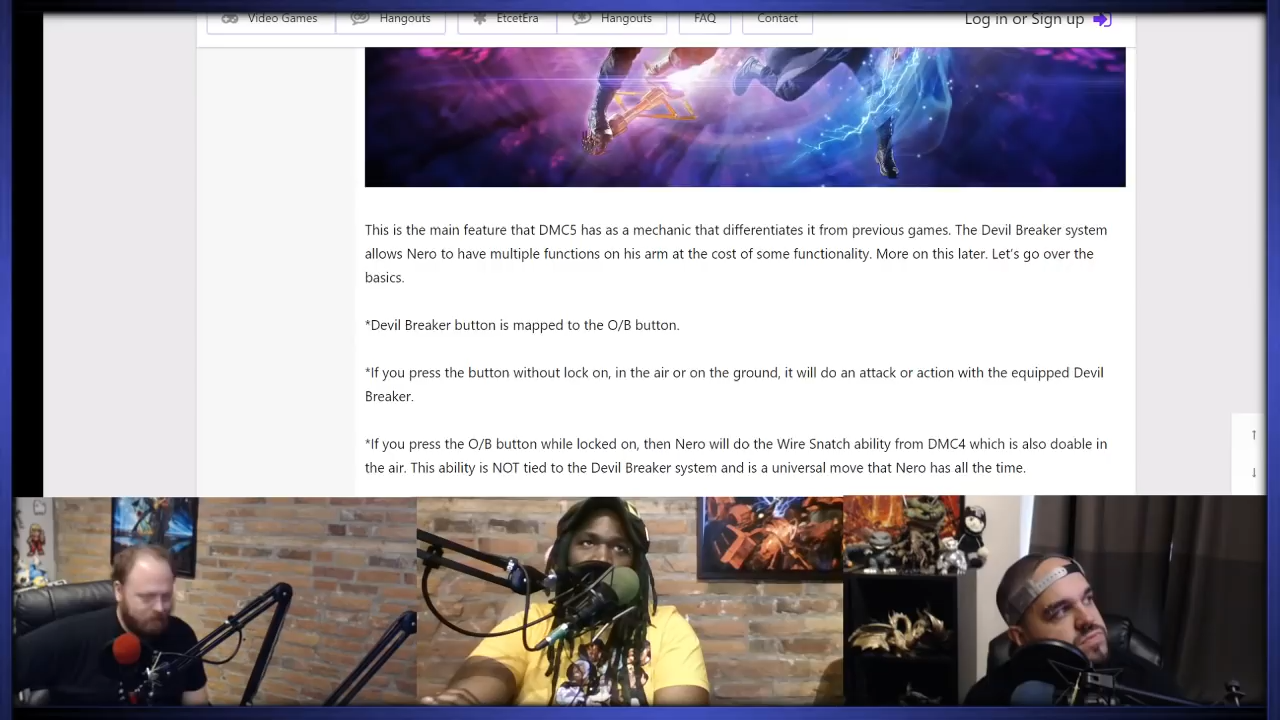 Video Games Hangouts EtcetEra Hangouts FAQ Contact Log in or Sign up
This is the main feature that DMC5 has as a mechanic that differentiates it from previous games. The Devil Breaker system
allows Nero to have multiple functions on his arm at the cost of some functionality. More on this later. Let's go over the
basics.
*Devil Breaker button is mapped to the O/B button.
*If you press the button without lock on, in the air or on the ground, it will do an attack or action with the equipped Devil
Breaker.
*If you press the O/B button while locked on, then Nero will do the Wire Snatch ability from DMC4 which is also doable in
the air. This ability is NOT tied to the Devil Breaker system and is a universal move that Nero has all the time.